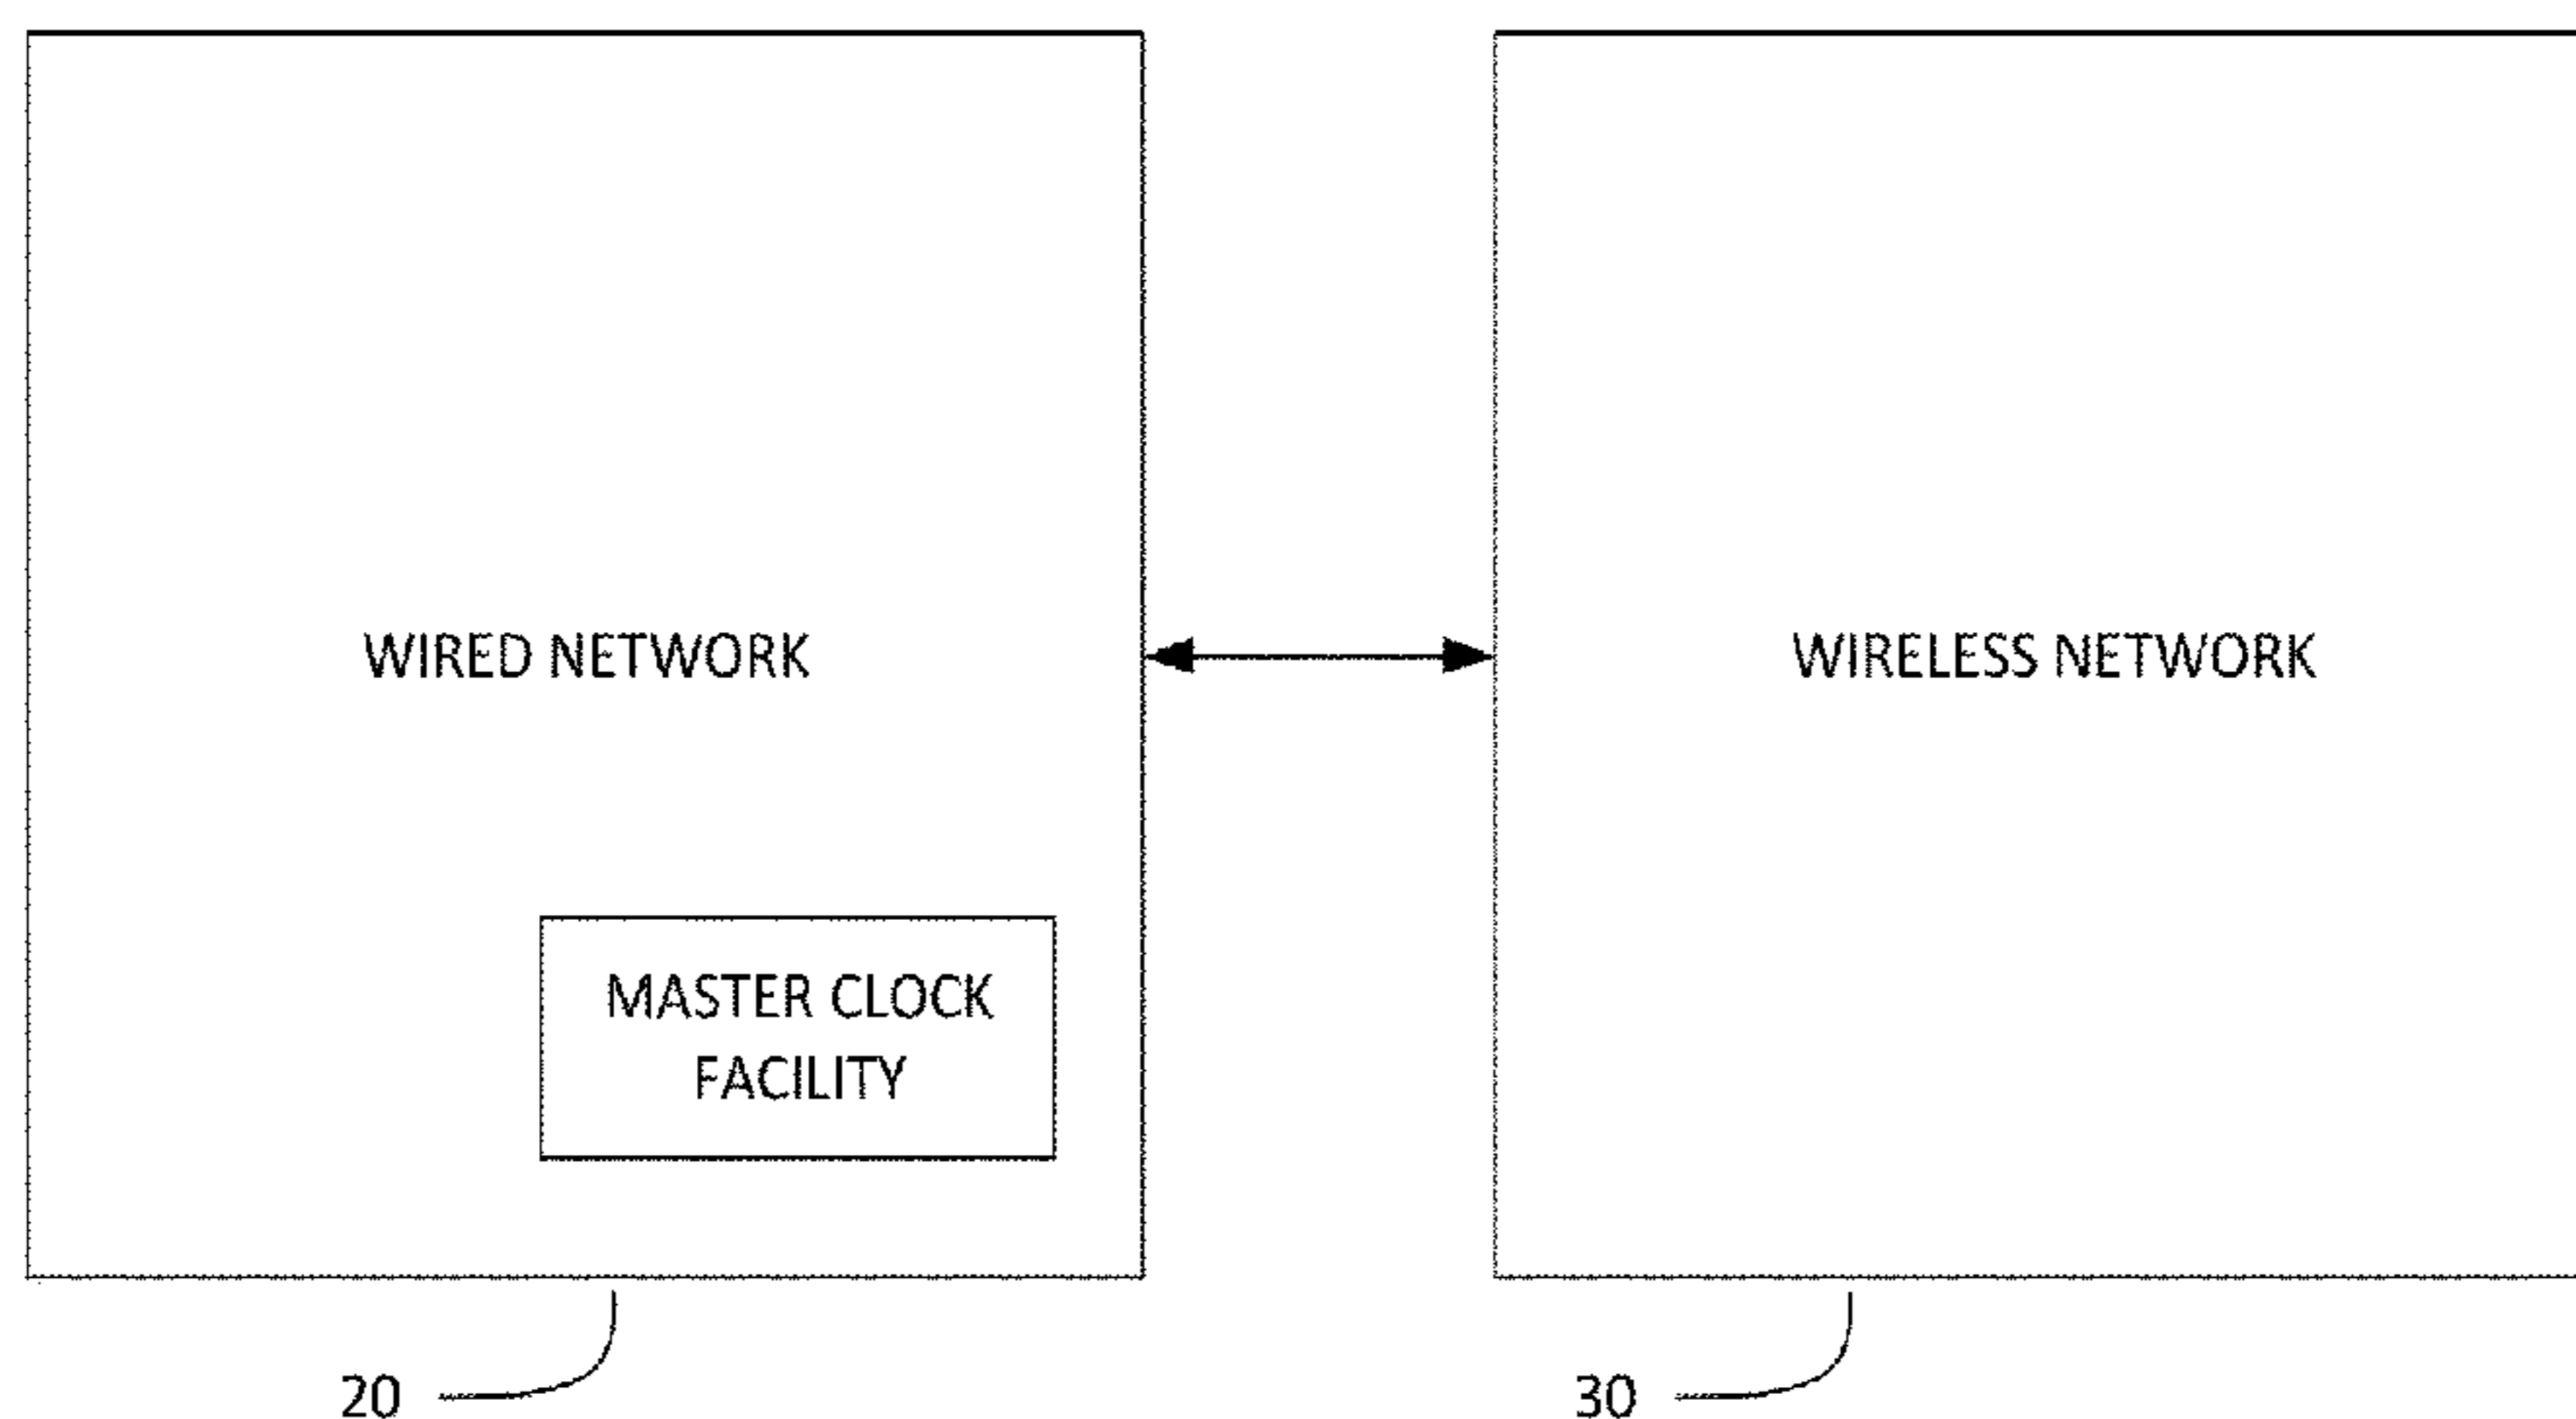 WIRED NETWORK
WIRELESS NETWORK
MASTER CLOCK
FACILITY
20
30